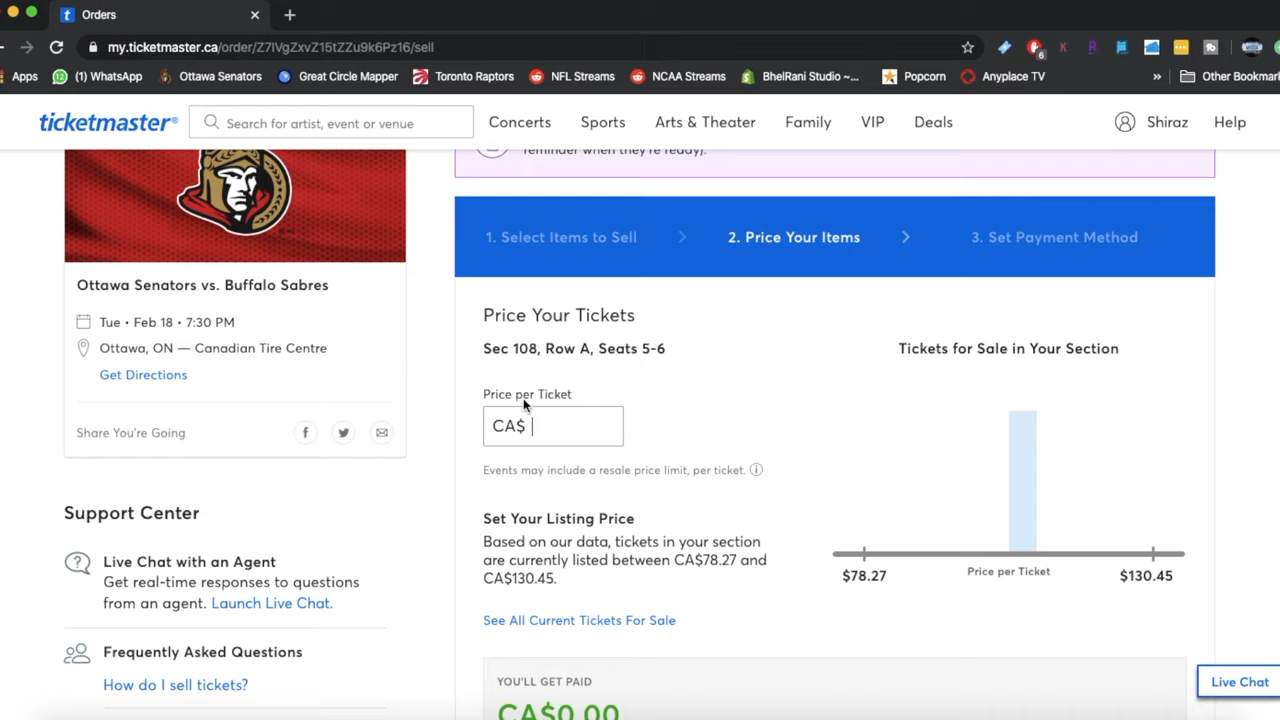 Orders
my.ticketmaster.ca/order/Z7IVgZxvZ15tZZu9k6Pz16/sell
6
Apps
(1) WhatsApp
Ottawa Senators
Great Circle Mapper
Toronto Raptors
NFL Streams
NCAA Streams
BhelRani Studio ~...
Popcorn
Anyplace TV
»
Other Bookmar
ticketmaster®
Search for artist, event or venue
Concerts
Sports
Arts & Theater
Family
VIP
Deals
Shiraz
Help
reminder when they're ready).
1. Select Items to Sell
2. Price Your Items
3. Set Payment Method
Ottawa Senators vs. Buffalo Sabres
Tue • Feb 18 • 7:30 PM
Ottawa, ON — Canadian Tire Centre
Get Directions
Share You're Going
Price Your Tickets
Sec 108, Row A, Seats 5-6
Price per Ticket
CA$
Events may include a resale price limit, per ticket.
Set Your Listing Price
Based on our data, tickets in your section
are currently listed between CA$78.27 and
CA$130.45.
See All Current Tickets For Sale
Tickets for Sale in Your Section
$78.27
Price per Ticket
$130.45
YOU'LL GET PAID
CA$0.00
Support Center
Live Chat with an Agent
Get real-time responses to questions
from an agent. Launch Live Chat.
Frequently Asked Questions
How do I sell tickets?
Live Chat